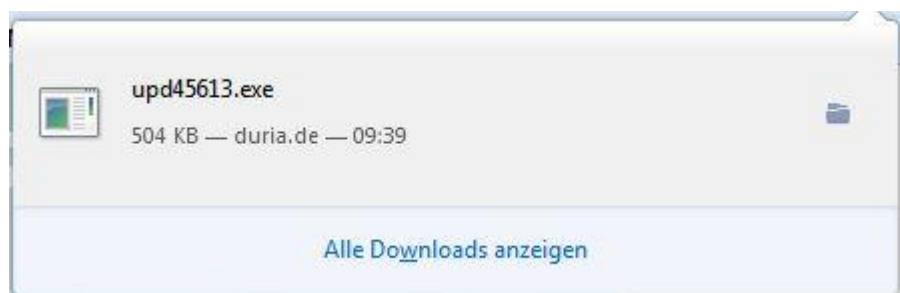 upd45613.exe
504 KB — duria.de — 09:39
Alle Downloads anzeigen